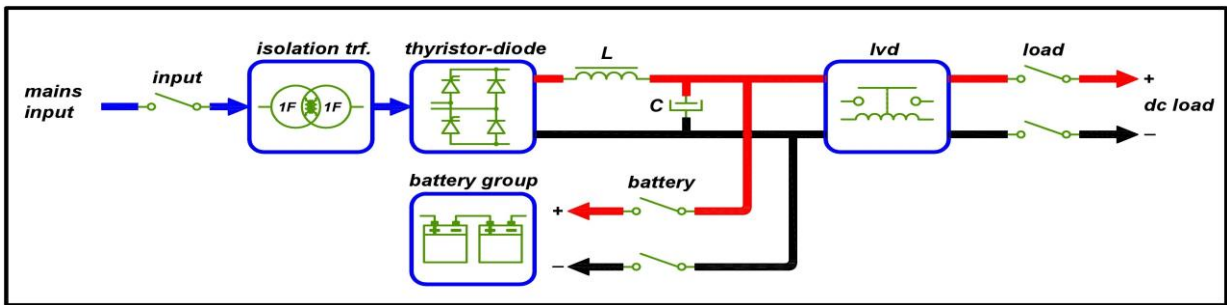 isolation trf.
thyristor-diode
L
lvd
load
mains
input
input
1F
1F
C
+
dc load
–
battery group
battery
+
–